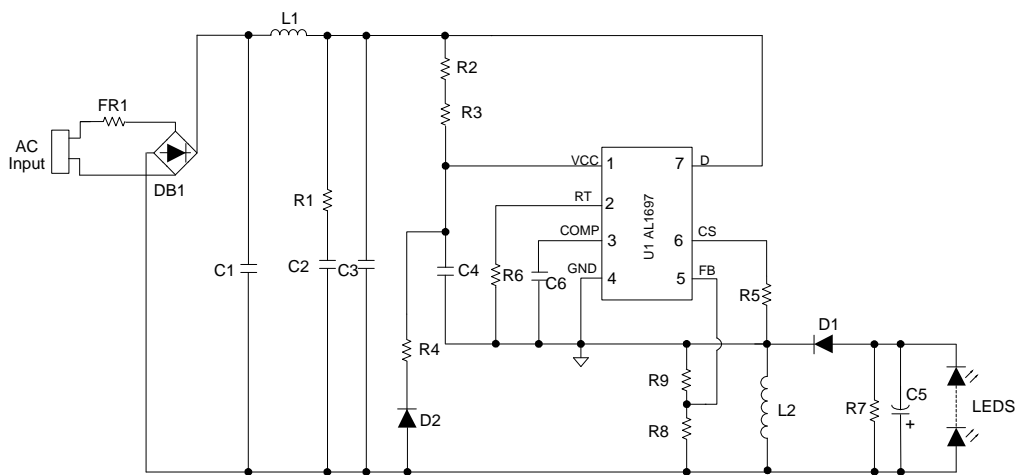 L1
R2
FR1
R3
AC
Input
DB1
VCC
1
7
D
RT
2
R1
U1 AL1697
COMP
3
6
CS
C1
C2
C3
C4
R6
C6
GND
4
5
FB
R5
D1
R4
R9
R7
C5
+
LEDS
L2
D2
R8